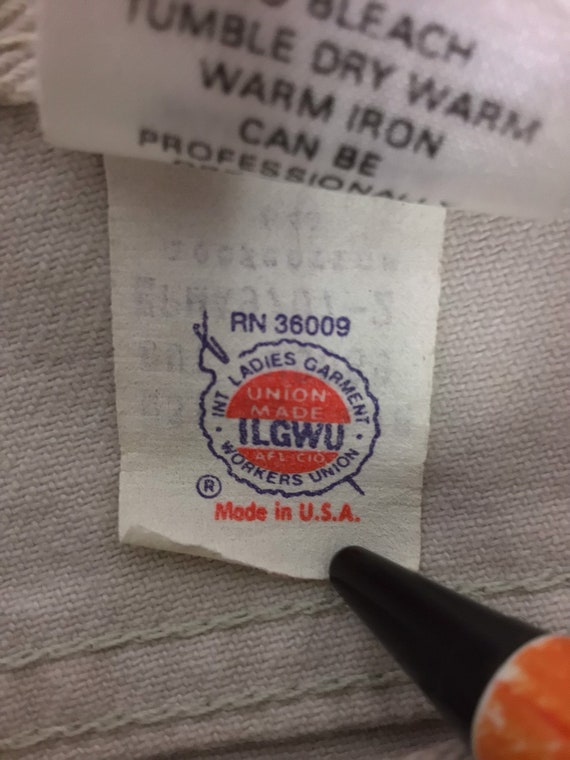 BLEACH
TUMBLE DRY WARM
WARM IRON
CAN BE
PROFESSIONALLY
RN 36009
INT LADIES GARMENT
UNION
MADE
ILGWU
AFL·CIO
WORKERS UNION
®
Made in U.S.A.